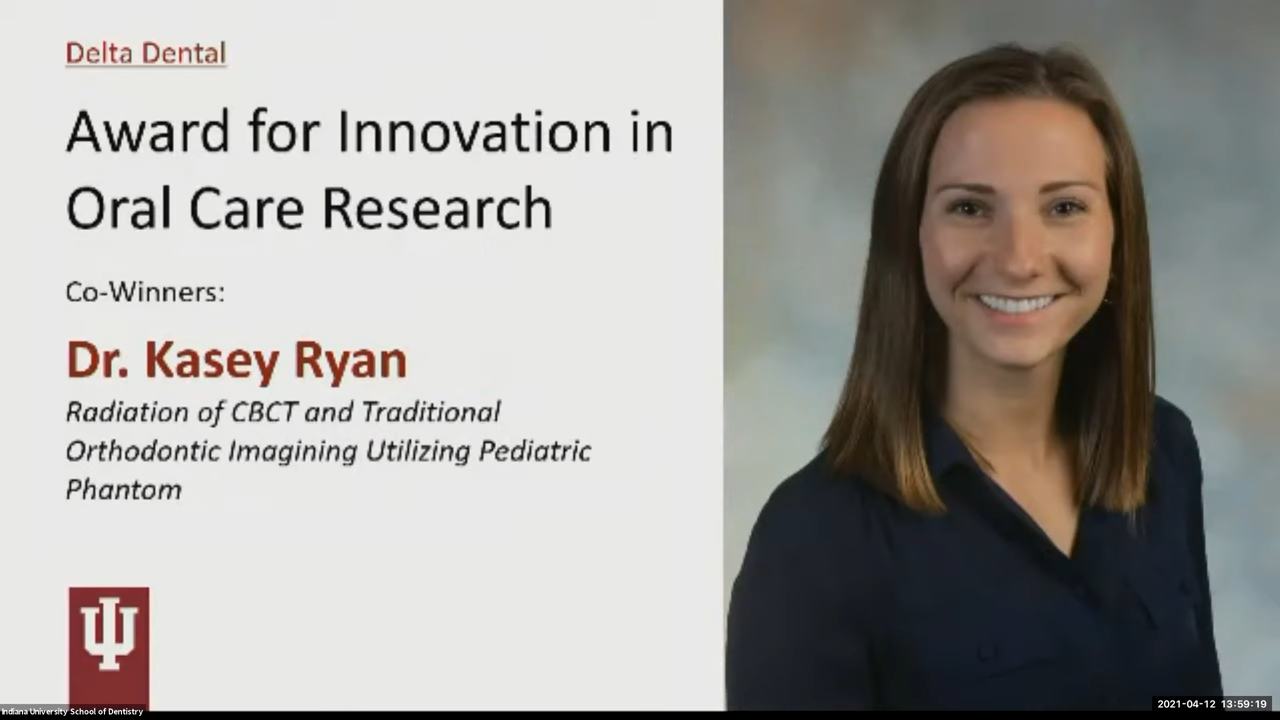 Delta Dental
Award for Innovation in
Oral Care Research
Co-Winners:
Dr. Kasey Ryan
Radiation of CBCT and Traditional
Orthodontic Imagining Utilizing Pediatric
Phantom
Indiana University School of Dentistry
2021-04-12 13:59:19